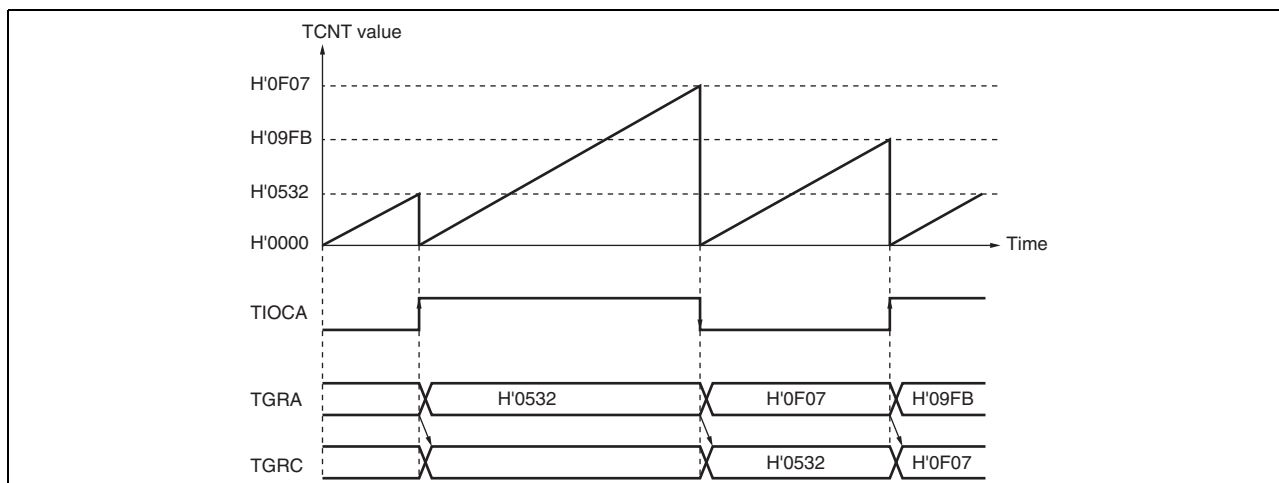 TCNT value
H'0F07
H'09FB
H'0532
H'0000
Time
TIOCA
TGRA
H'0532
H'0F07
H'09FB
TGRC
H'0532
H'0F07